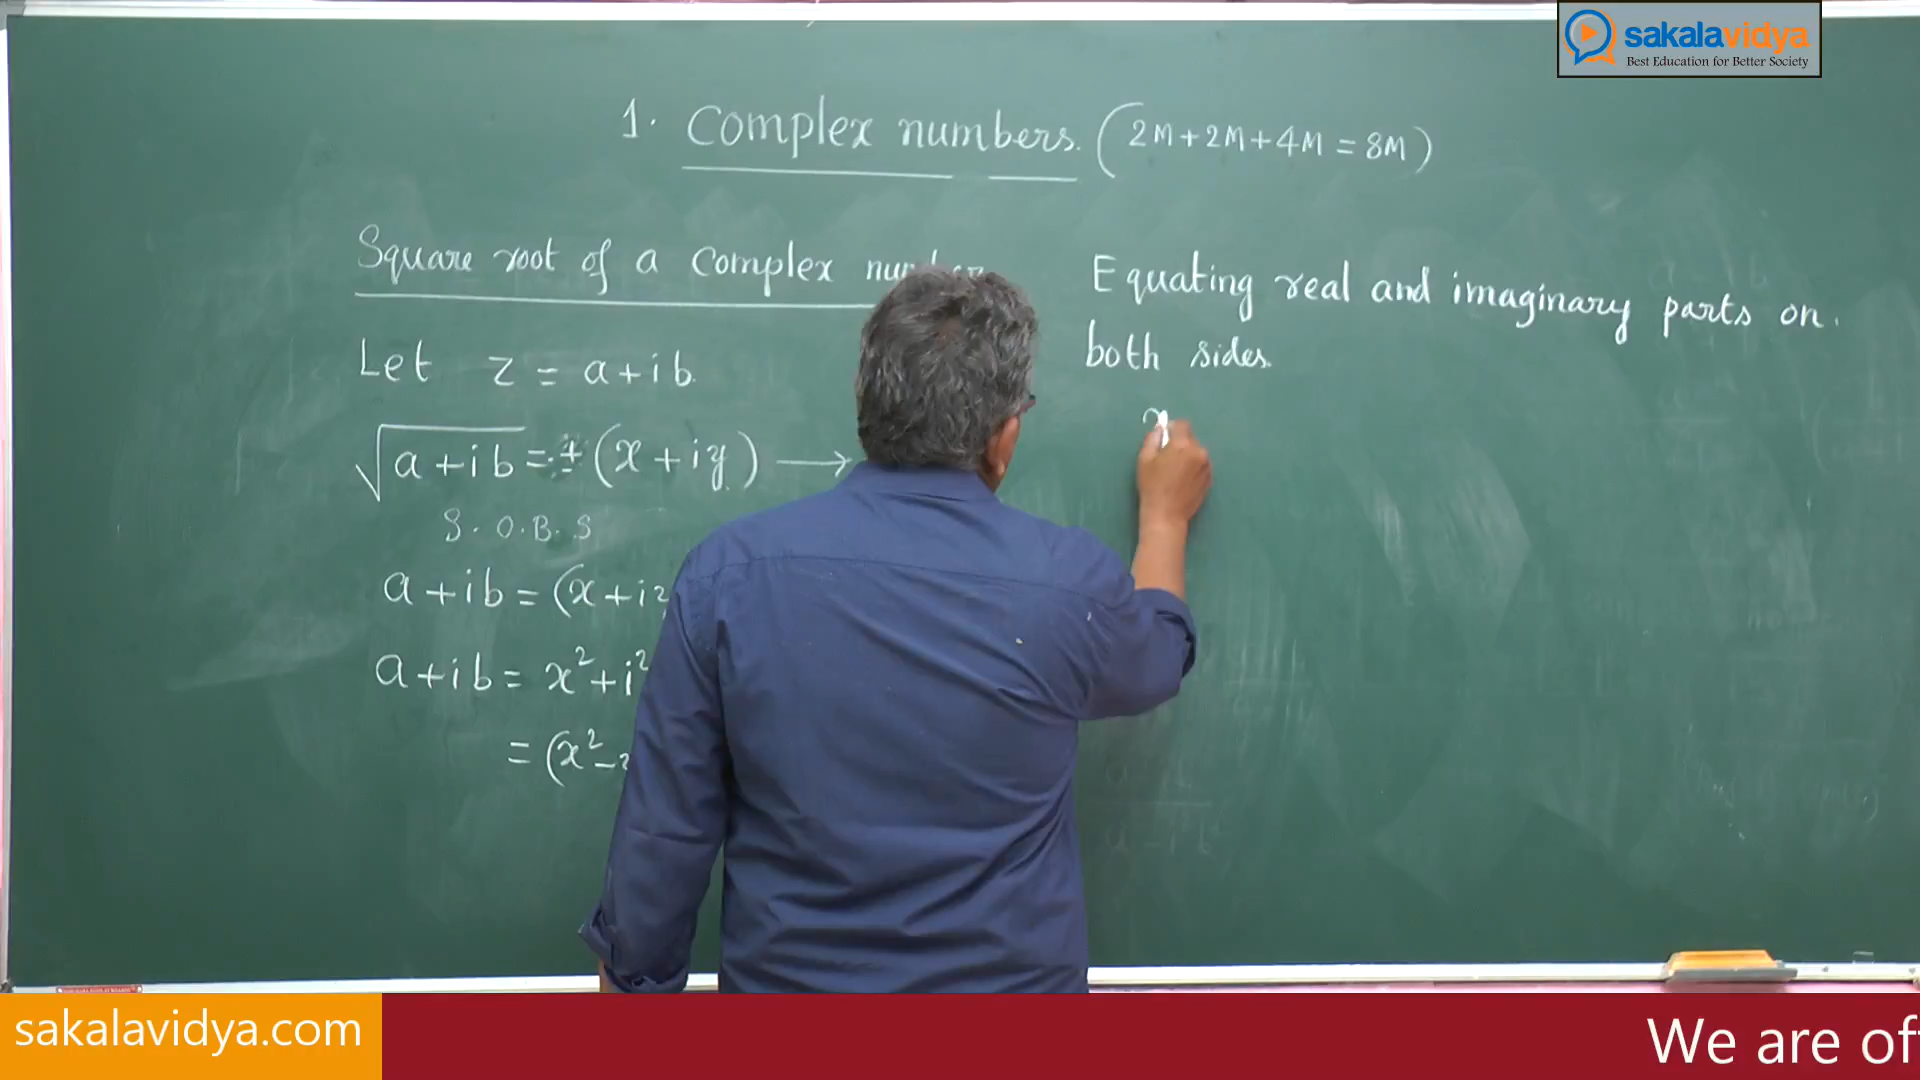 sakalavidya
Best Education for Better Society
1. Complex numbers. (2M+2M+4M = 8M)
Square root of a complex
Let z = a+ib.
√a+ib = ± (x+iy) →
S.O.B.S
a+ib = (x+i
a+ib = x²+i²
= (x²-
Equating real and imaginary parts on.
both sides.
x
sakalavidya.com
We are of